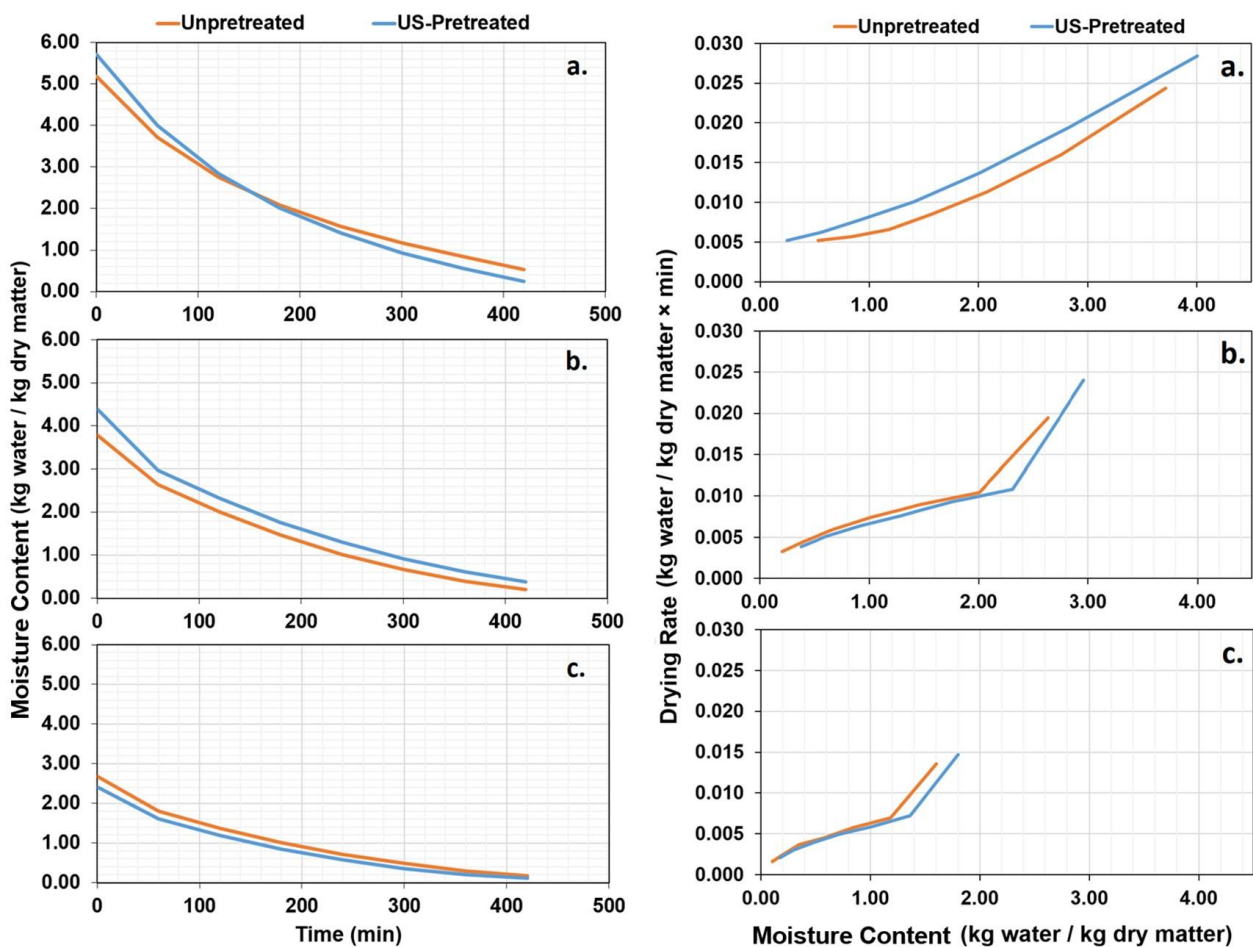 Unpretreated US-Pretreated
6.00
5.00
4.00
3.00
2.00
1.00
0.00
a.
0 100 200 300 400 500
6.00
5.00
4.00
3.00
2.00
1.00
0.00
b.
0 100 200 300 400 500
6.00
5.00
4.00
3.00
2.00
1.00
0.00
c.
0 100 200 300 400 500
Moisture Content (kg water / kg dry matter)
Time (min)
Unpretreated US-Pretreated
0.030
0.025
0.020
0.015
0.010
0.005
0.000
a.
0.00 1.00 2.00 3.00 4.00
0.030
0.025
0.020
0.015
0.010
0.005
0.000
b.
0.00 1.00 2.00 3.00 4.00
0.030
0.025
0.020
0.015
0.010
0.005
0.000
c.
0.00 1.00 2.00 3.00 4.00
Drying Rate (kg water / kg dry matter × min)
Moisture Content (kg water / kg dry matter)